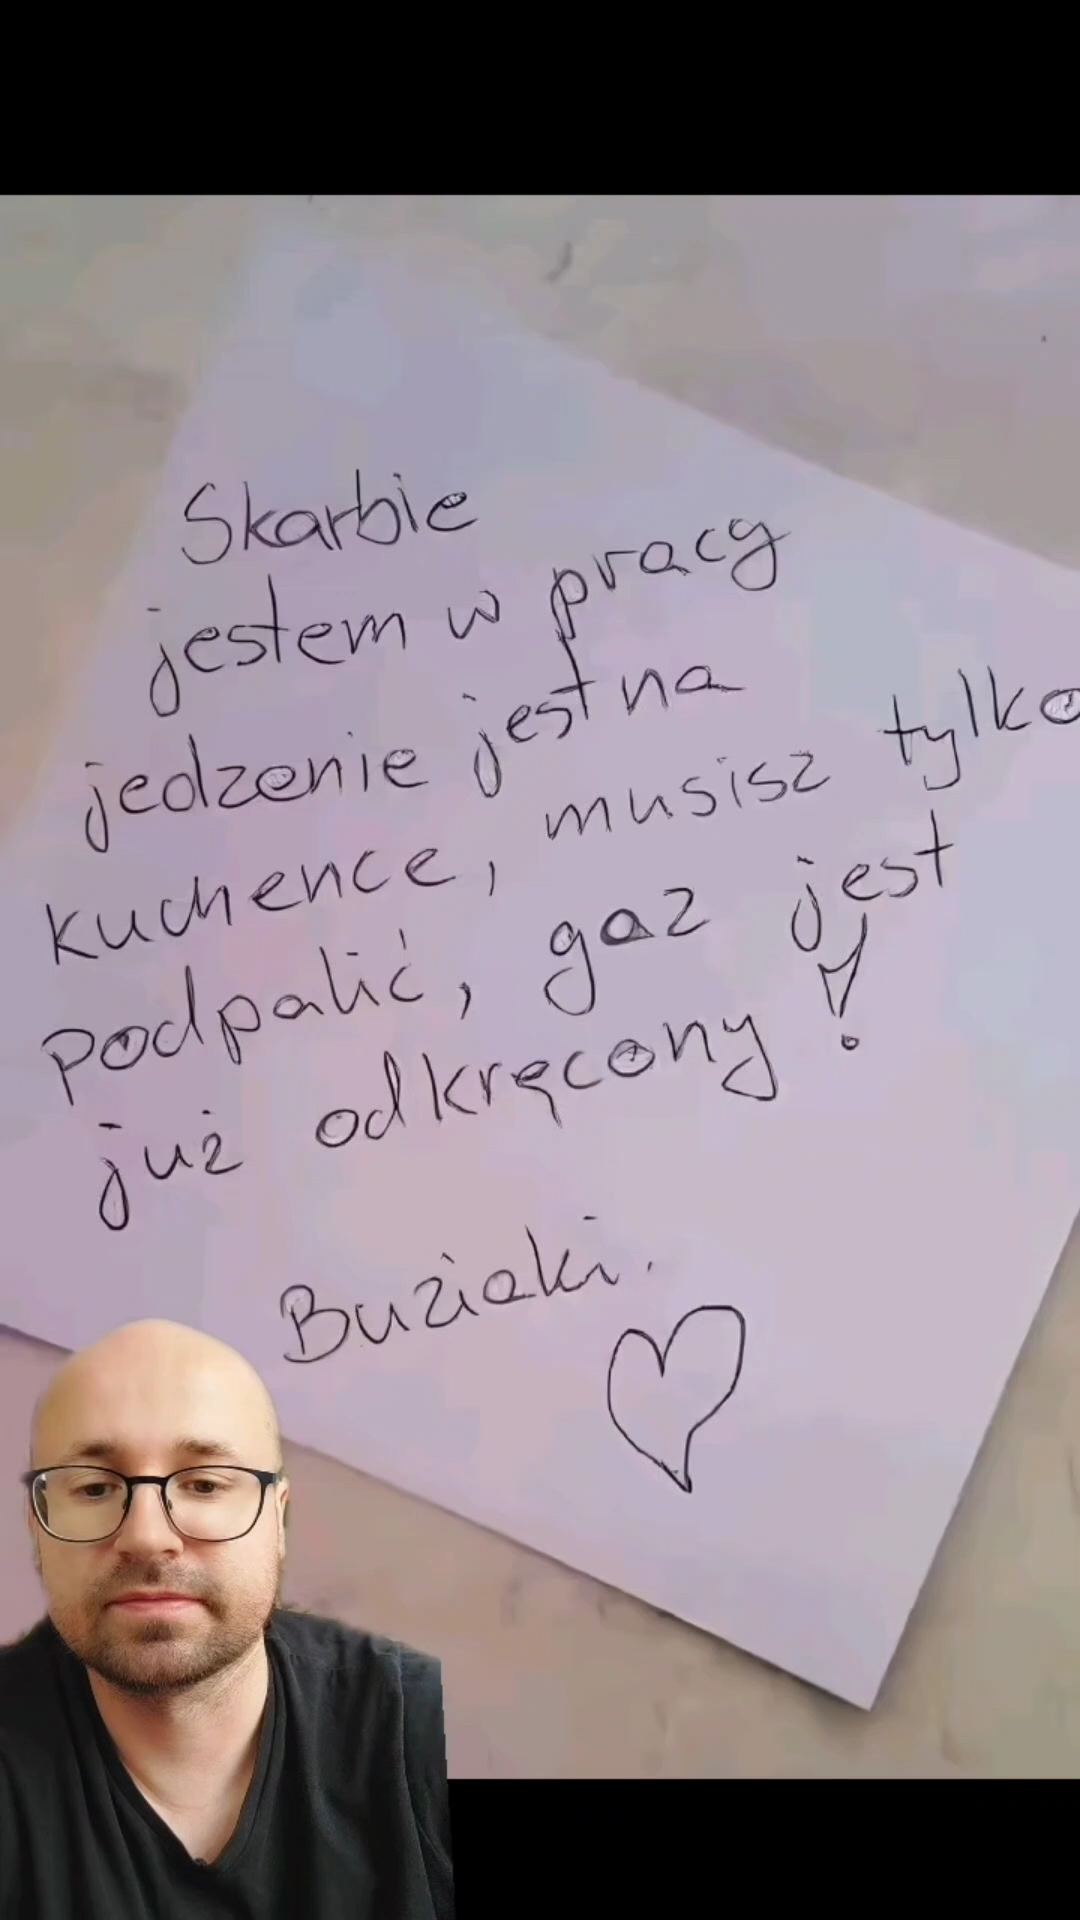 Skarbie
jestem w pracy
jedzenie jest na
kuchence, musisz tylko
podpalić, gaz jest
już odkręcony!
Buziaki.